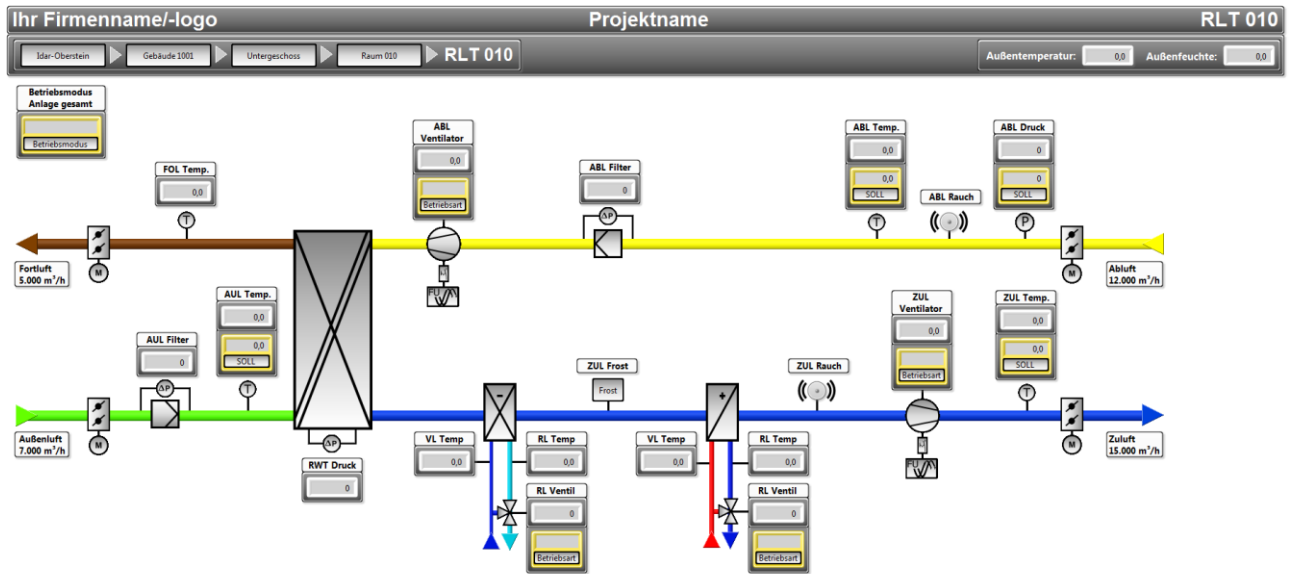 Ihr Firmenname/-logo
Projektname
RLT 010
Idar-Oberstein
Gebäude 1001
Untergeschoss
Raum 010
RLT 010
Außentemperatur:
0,0
Außenfeuchte:
0,0
Betriebsmodus
Anlage gesamt
Betriebsmodus
FOL Temp.
0,0
T
ABL
Ventilator
0,0
Betriebsart
ABL Filter
0
ΔP
ABL Temp.
0,0
0,0
SOLL
T
ABL Rauch
ABL Druck
0
0
SOLL
P
Fortluft
5.000 m³/h
M
FU
M
Abluft
12.000 m³/h
AUL Filter
0
ΔP
AUL Temp.
0,0
0,0
SOLL
T
ZUL Frost
Frost
ZUL Rauch
ZUL
Ventilator
0,0
Betriebsart
ZUL Temp.
0,0
0,0
SOLL
T
Außenluft
7.000 m³/h
M
ΔP
RWT Druck
0
-
VL Temp
0,0
RL Temp
0,0
RL Ventil
0
Betriebsart
+
VL Temp
0,0
RL Temp
0,0
RL Ventil
0
Betriebsart
FU
M
Zuluft
15.000 m³/h